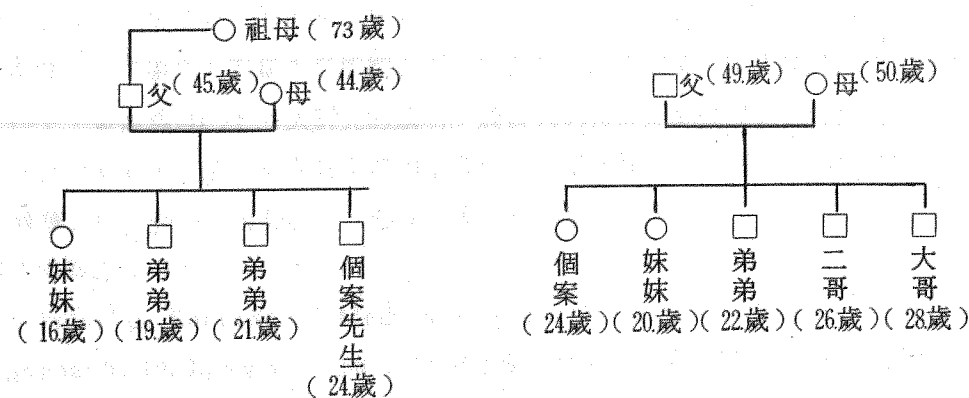 祖母（73歲）
父（45歲） 母（44歲）
妹妹（16歲）
弟弟（19歲）
弟弟（21歲）
個案先生（24歲）
父（49歲） 母（50歲）
個案（24歲）
妹妹（20歲）
弟弟（22歲）
二哥（26歲）
大哥（28歲）